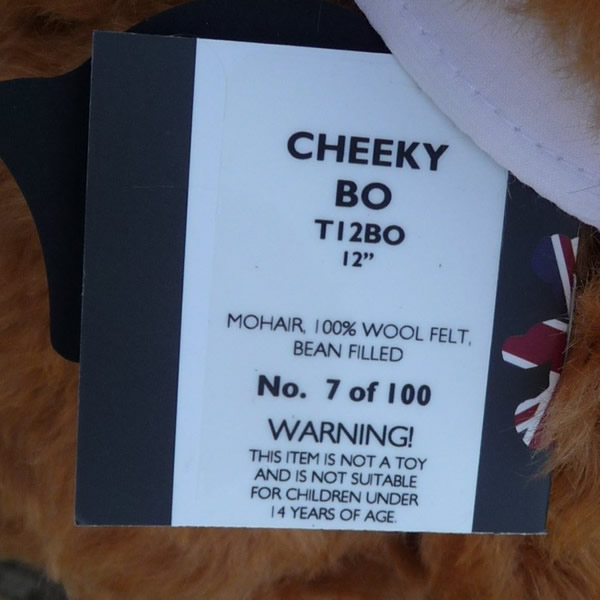 CHEEKY
BO
T12BO
12”
MOHAIR, 100% WOOL FELT,
BEAN FILLED
No. 7 of 100
WARNING!
THIS ITEM IS NOT A TOY
AND IS NOT SUITABLE
FOR CHILDREN UNDER
14 YEARS OF AGE.